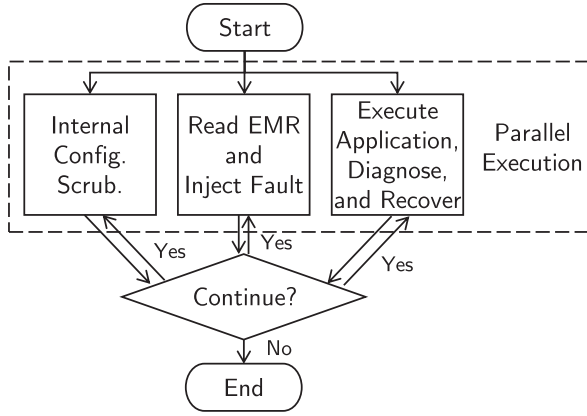 Start
Internal
Config.
Scrub.
Read EMR
and
Inject Fault
Execute
Application,
Diagnose,
and Recover
Parallel
Execution
Yes
Yes
Yes
Continue?
No
End